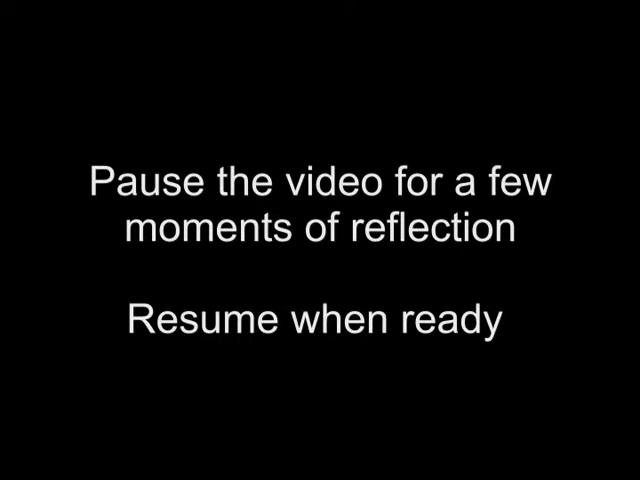 Pause the video for a few
moments of reflection
Resume when ready